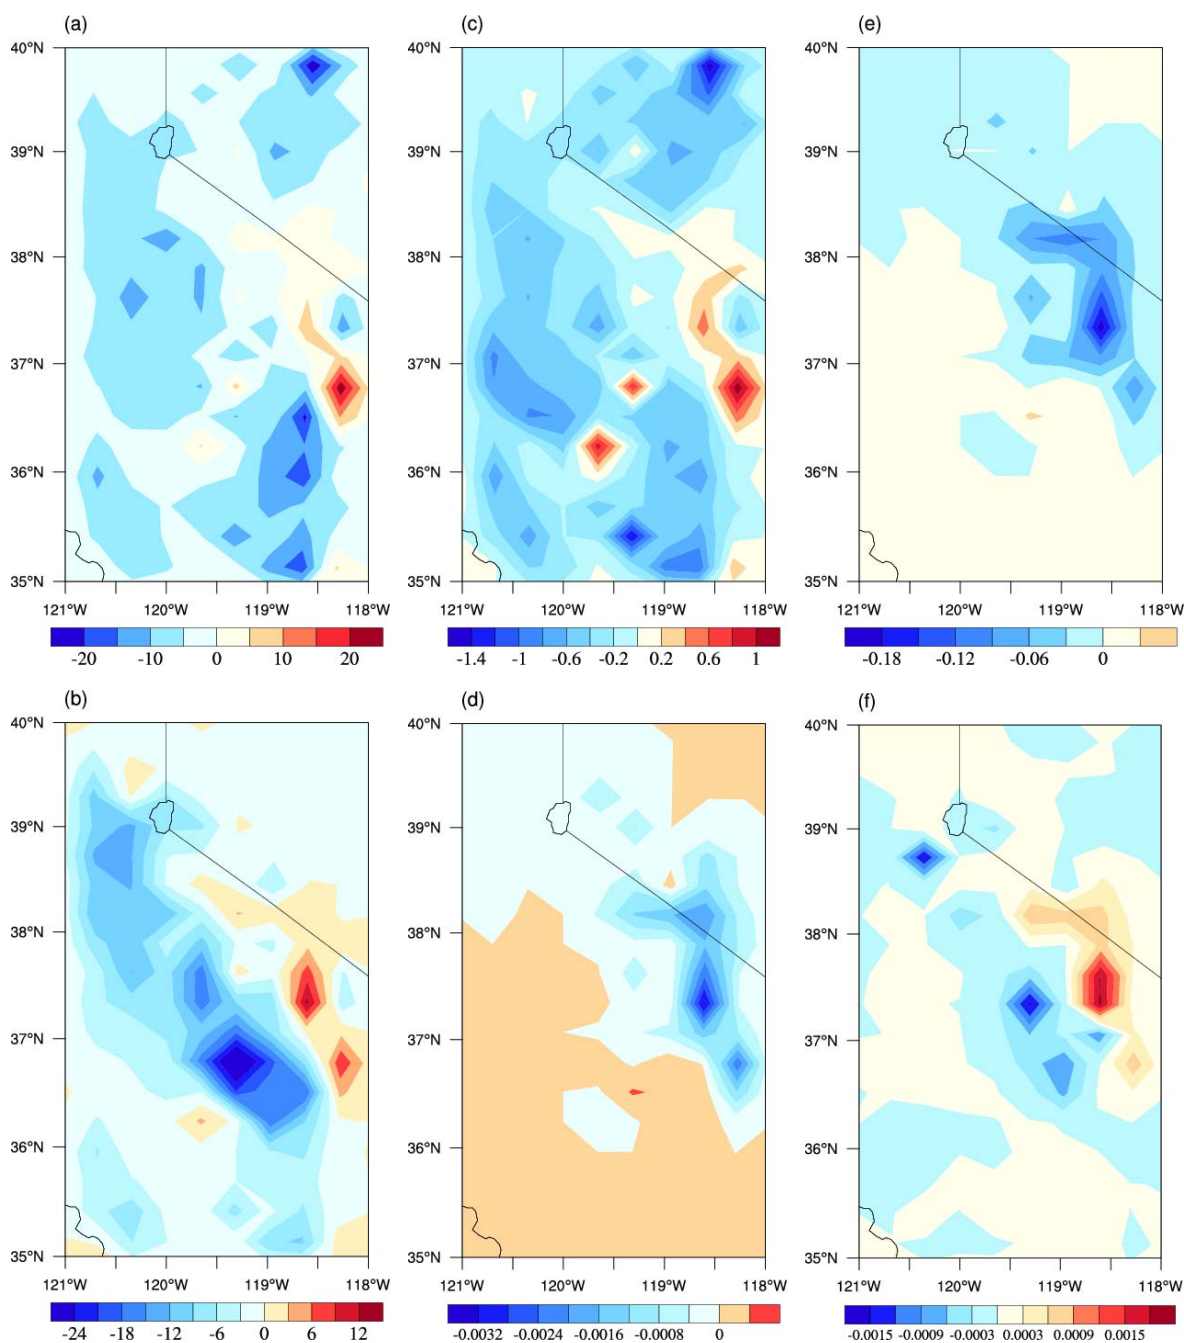 (a) (c) (e)
40°N 40°N 40°N
39°N 39°N 39°N
38°N 38°N 38°N
37°N 37°N 37°N
36°N 36°N 36°N
35°N 35°N 35°N
121°W 120°W 119°W 118°W 121°W 120°W 119°W 118°W 121°W 120°W 119°W 118°W
-20 -10 0 10 20 -1.4 -1 -0.6 -0.2 0.2 0.6 1 -0.18 -0.12 -0.06 0
(b) (d) (f)
40°N 40°N 40°N
39°N 39°N 39°N
38°N 38°N 38°N
37°N 37°N 37°N
36°N 36°N 36°N
35°N 35°N 35°N
121°W 120°W 119°W 118°W 121°W 120°W 119°W 118°W 121°W 120°W 119°W 118°W
-24 -18 -12 -6 0 6 12 -0.0032 -0.0024 -0.0016 -0.0008 0 -0.0015 -0.0009 -0.0003 0.0003 0.0009 0.0015